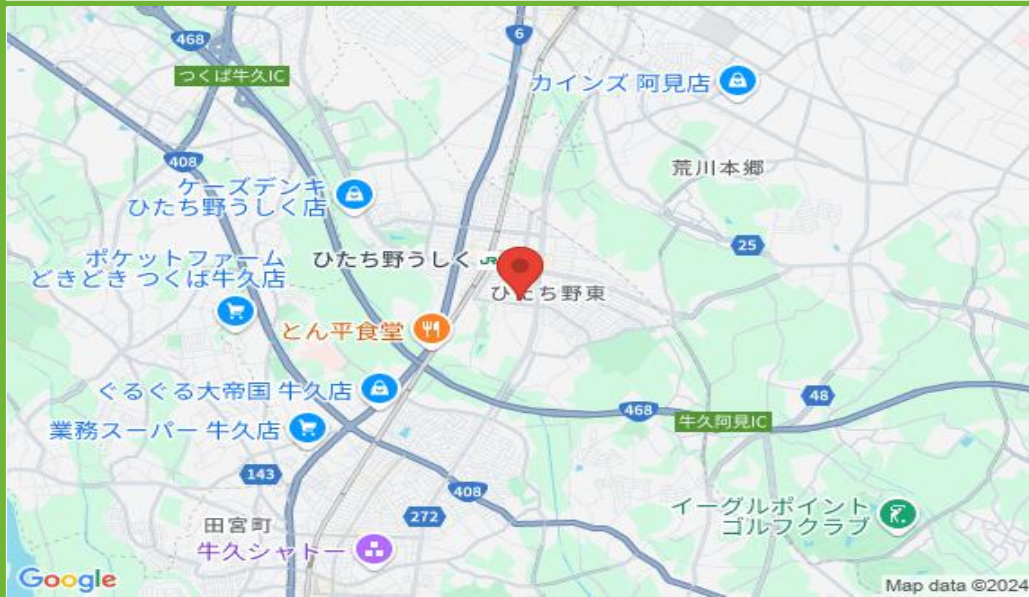 468
6
つくば牛久IC
カインズ 阿見店
408
荒川本郷
ケーズデンキ
ひたち野うしく店
25
ポケットファーム
どきどき つくば牛久店
ひたち野うしく
JR
ひたち野東
とん平食堂
ぐるぐる大帝国 牛久店
48
468
牛久阿見IC
業務スーパー 牛久店
143
408
272
イーグルポイント
ゴルフクラブ
田宮町
牛久シャトー
Google
Map data ©2024